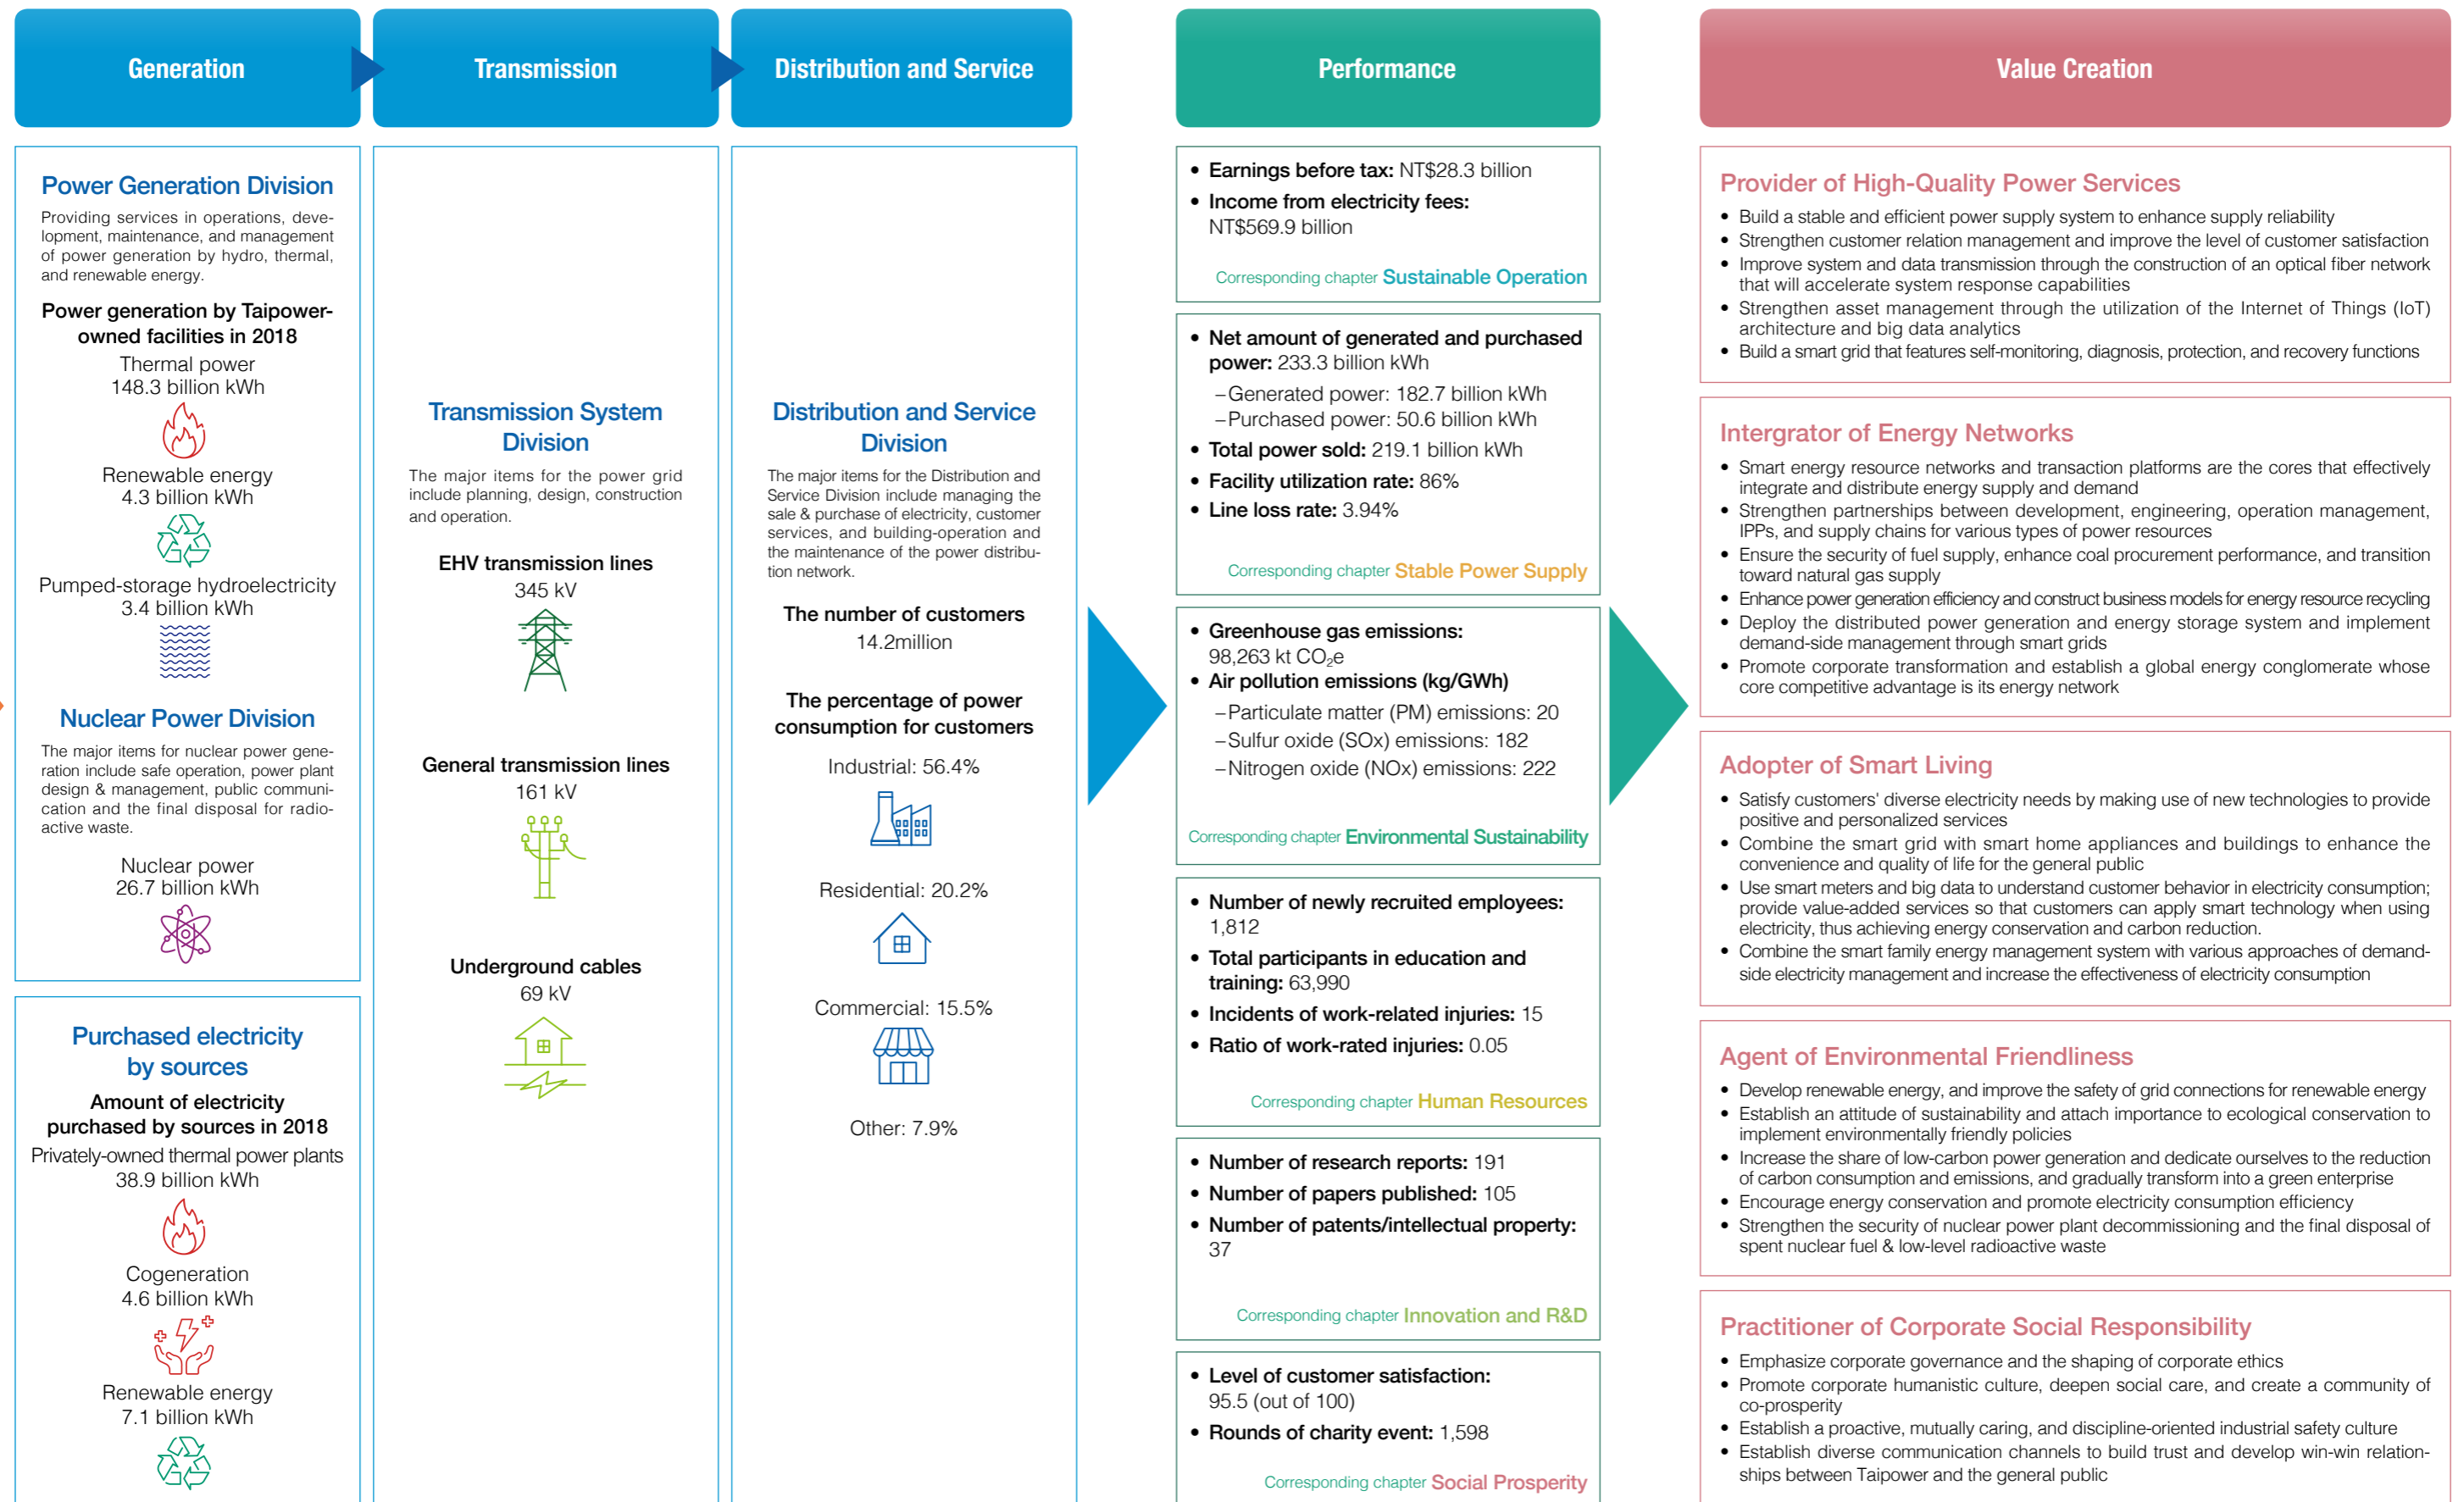 Generation
Transmission
Distribution and Service
Performance
Value Creation
Power Generation Division
Providing services in operations, deve-
lopment, maintenance, and management
of power generation by hydro, thermal,
and renewable energy.
Power generation by Taipower-
owned facilities in 2018
Thermal power
148.3 billion kWh
Renewable energy
4.3 billion kWh
Pumped-storage hydroelectricity
3.4 billion kWh
Nuclear Power Division
The major items for nuclear power gene-
ration include safe operation, power plant
design & management, public communi-
cation and the final disposal for radio-
active waste.
Nuclear power
26.7 billion kWh
Purchased electricity
by sources
Amount of electricity
purchased by sources in 2018
Privately-owned thermal power plants
38.9 billion kWh
Cogeneration
4.6 billion kWh
Renewable energy
7.1 billion kWh
Transmission System
Division
The major items for the power grid
include planning, design, construction
and operation.
EHV transmission lines
345 kV
General transmission lines
161 kV
Underground cables
69 kV
Distribution and Service
Division
The major items for the Distribution and
Service Division include managing the
sale & purchase of electricity, customer
services, and building-operation and
the maintenance of the power distribu-
tion network.
The number of customers
14.2million
The percentage of power
consumption for customers
Industrial: 56.4%
Residential: 20.2%
Commercial: 15.5%
Other: 7.9%
• Earnings before tax: NT$28.3 billion
• Income from electricity fees:
NT$569.9 billion
Corresponding chapter Sustainable Operation
• Net amount of generated and purchased
power: 233.3 billion kWh
–Generated power: 182.7 billion kWh
–Purchased power: 50.6 billion kWh
• Total power sold: 219.1 billion kWh
• Facility utilization rate: 86%
• Line loss rate: 3.94%
Corresponding chapter Stable Power Supply
• Greenhouse gas emissions:
98,263 kt CO₂e
• Air pollution emissions (kg/GWh)
–Particulate matter (PM) emissions: 20
–Sulfur oxide (SOx) emissions: 182
–Nitrogen oxide (NOx) emissions: 222
Corresponding chapter Environmental Sustainability
• Number of newly recruited employees:
1,812
• Total participants in education and
training: 63,990
• Incidents of work-related injuries: 15
• Ratio of work-rated injuries: 0.05
Corresponding chapter Human Resources
• Number of research reports: 191
• Number of papers published: 105
• Number of patents/intellectual property:
37
Corresponding chapter Innovation and R&D
• Level of customer satisfaction:
95.5 (out of 100)
• Rounds of charity event: 1,598
Corresponding chapter Social Prosperity
Provider of High-Quality Power Services
• Build a stable and efficient power supply system to enhance supply reliability
• Strengthen customer relation management and improve the level of customer satisfaction
• Improve system and data transmission through the construction of an optical fiber network
that will accelerate system response capabilities
• Strengthen asset management through the utilization of the Internet of Things (IoT)
architecture and big data analytics
• Build a smart grid that features self-monitoring, diagnosis, protection, and recovery functions
Intergrator of Energy Networks
• Smart energy resource networks and transaction platforms are the cores that effectively
integrate and distribute energy supply and demand
• Strengthen partnerships between development, engineering, operation management,
IPPs, and supply chains for various types of power resources
• Ensure the security of fuel supply, enhance coal procurement performance, and transition
toward natural gas supply
• Enhance power generation efficiency and construct business models for energy resource recycling
• Deploy the distributed power generation and energy storage system and implement
demand-side management through smart grids
• Promote corporate transformation and establish a global energy conglomerate whose
core competitive advantage is its energy network
Adopter of Smart Living
• Satisfy customers' diverse electricity needs by making use of new technologies to provide
positive and personalized services
• Combine the smart grid with smart home appliances and buildings to enhance the
convenience and quality of life for the general public
• Use smart meters and big data to understand customer behavior in electricity consumption;
provide value-added services so that customers can apply smart technology when using
electricity, thus achieving energy conservation and carbon reduction.
• Combine the smart family energy management system with various approaches of demand-
side electricity management and increase the effectiveness of electricity consumption
Agent of Environmental Friendliness
• Develop renewable energy, and improve the safety of grid connections for renewable energy
• Establish an attitude of sustainability and attach importance to ecological conservation to
implement environmentally friendly policies
• Increase the share of low-carbon power generation and dedicate ourselves to the reduction
of carbon consumption and emissions, and gradually transform into a green enterprise
• Encourage energy conservation and promote electricity consumption efficiency
• Strengthen the security of nuclear power plant decommissioning and the final disposal of
spent nuclear fuel & low-level radioactive waste
Practitioner of Corporate Social Responsibility
• Emphasize corporate governance and the shaping of corporate ethics
• Promote corporate humanistic culture, deepen social care, and create a community of
co-prosperity
• Establish a proactive, mutually caring, and discipline-oriented industrial safety culture
• Establish diverse communication channels to build trust and develop win-win relation-
ships between Taipower and the general public